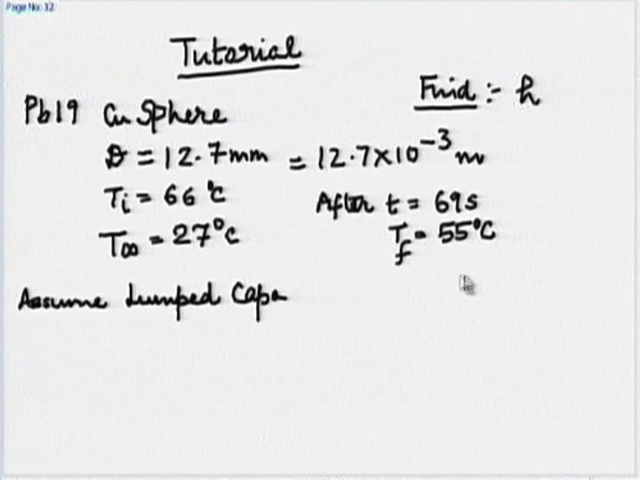 Page No: 32
Tutorial
Pb19 Cu Sphere
Find :- h
D = 12.7mm = 12.7×10⁻³ m
Ti = 66°C After t = 69s
T∞ = 27°C Tf = 55°C
Assume Lumped Capa